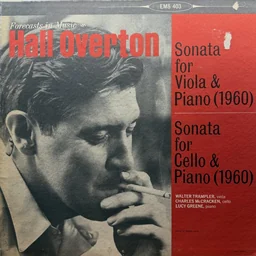 EMS 403
Forecasts in Music
Hall Overton
Sonata
for
Viola &
Piano (1960)
Sonata
for
Cello &
Piano (1960)
WALTER TRAMPLER, viola
CHARLES McCRACKEN, cello
LUCY GREENE, piano